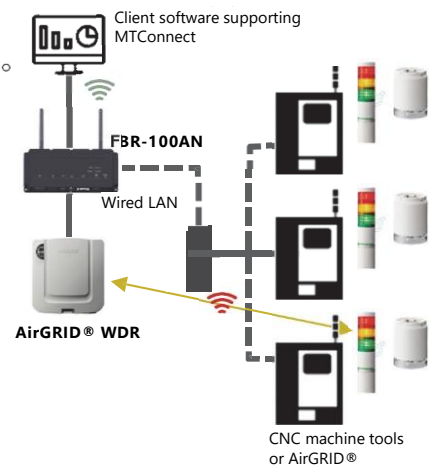 Client software supporting
MTConnect
FBR-100AN
Wired LAN
AirGRID® WDR
CNC machine tools
or AirGRID®